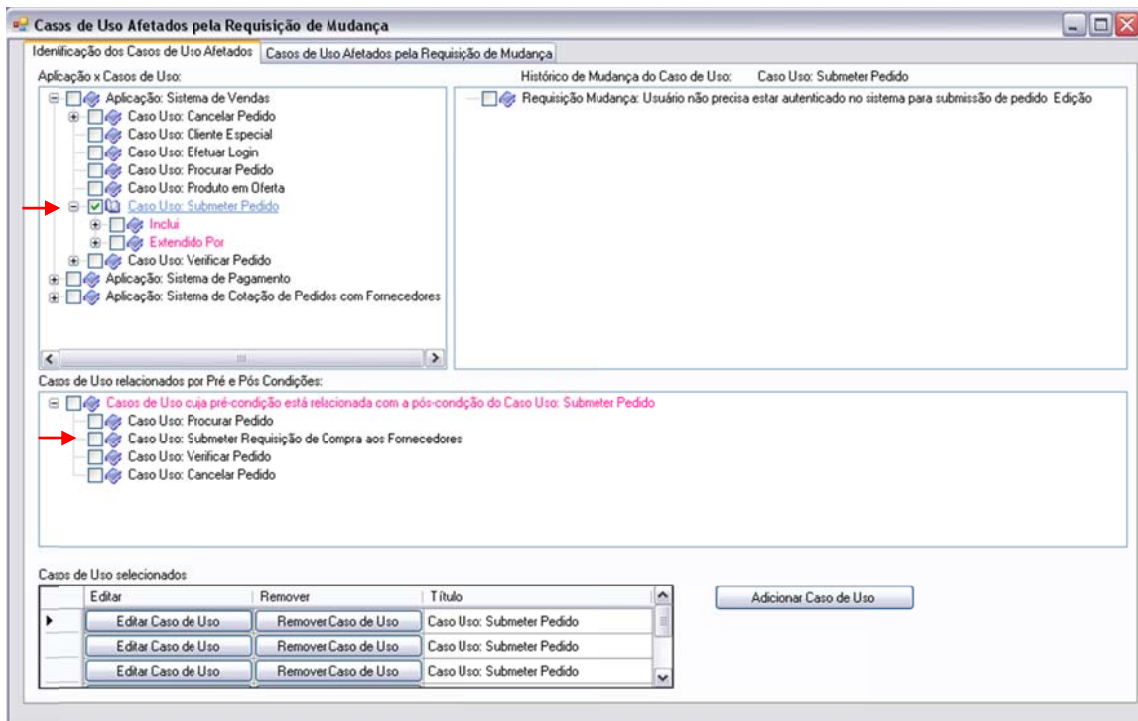 Casos de Uso Afetados pela Requisição de Mudança
Identificação dos Casos de Uso Afetados Casos de Uso Afetados pela Requisição de Mudança
Aplicação x Casos de Uso:
Aplicação: Sistema de Vendas
Caso Uso: Cancelar Pedido
Caso Uso: Cliente Especial
Caso Uso: Efetuar Login
Caso Uso: Procurar Pedido
Caso Uso: Produto em Oferta
Caso Uso: Submeter Pedido
Inclui
Extendido Por
Caso Uso: Verificar Pedido
Aplicação: Sistema de Pagamento
Aplicação: Sistema de Cotação de Pedidos com Fornecedores
Histórico de Mudança do Caso de Uso: Caso Uso: Submeter Pedido
Requisição Mudança: Usuário não precisa estar autenticado no sistema para submissão de pedido Edição
Casos de Uso relacionados por Pré e Pós Condições:
Casos de Uso cuja pré-condição está relacionada com a pós-condição do Caso Uso: Submeter Pedido
Caso Uso: Procurar Pedido
Caso Uso: Submeter Requisição de Compra aos Fornecedores
Caso Uso: Verificar Pedido
Caso Uso: Cancelar Pedido
Casos de Uso selecionados
Editar Remover Título
Editar Caso de Uso Remover Caso de Uso Caso Uso: Submeter Pedido
Editar Caso de Uso Remover Caso de Uso Caso Uso: Submeter Pedido
Editar Caso de Uso Remover Caso de Uso Caso Uso: Submeter Pedido
Adicionar Caso de Uso